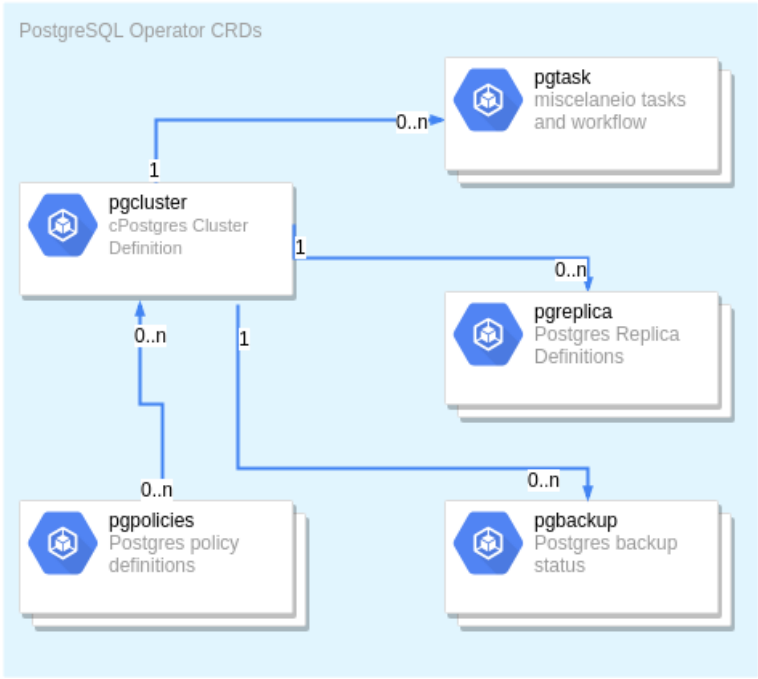 PostgreSQL Operator CRDs
pgtask
miscelaneio tasks
and workflow
0..n
1
pgcluster
cPostgres Cluster
Definition
1
0..n
pgreplica
Postgres Replica
Definitions
0..n
1
0..n
0..n
pgpolicies
Postgres policy
definitions
pgbackup
Postgres backup
status